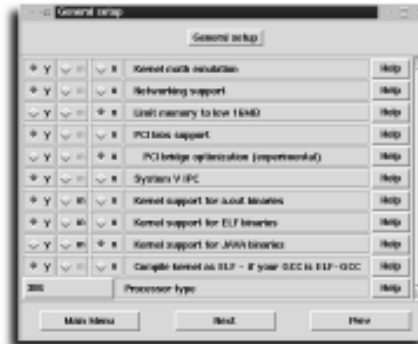 General setup
General setup
y m n Kernel math emulation Help
y m n Networking support Help
y m n Limit memory to low 16MB Help
y m n PCI bios support Help
y m n PCI bridge optimization (experimental) Help
y m n System V IPC Help
y m n Kernel support for a.out binaries Help
y m n Kernel support for ELF binaries Help
y m n Kernel support for JAVA binaries Help
y m n Compile kernel as ELF - if your GCC is ELF-GCC Help
386 Processor type Help
Main Menu Next Prev